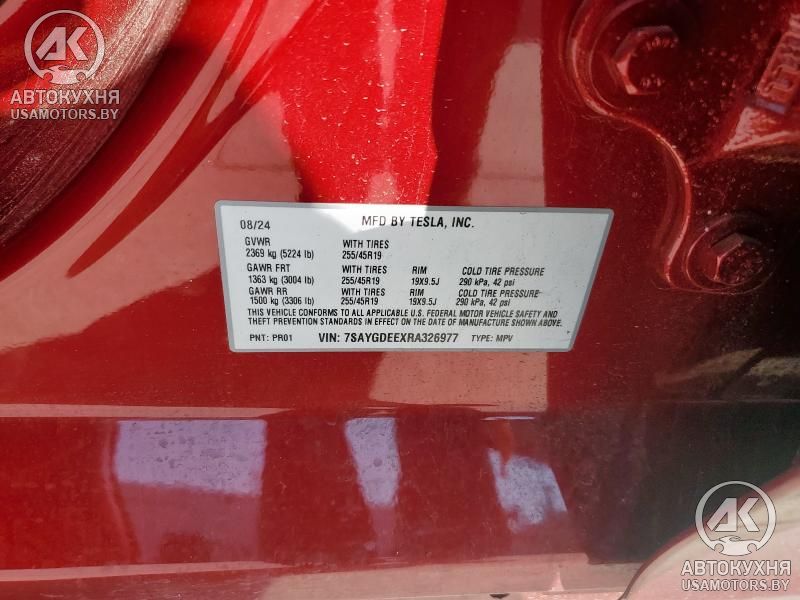 АК
АВТОКУХНЯ
USAMOTORS.BY
08/24 MFD BY TESLA, INC.
GVWR WITH TIRES
2369 kg (5224 lb) 255/45R19
GAWR FRT WITH TIRES RIM COLD TIRE PRESSURE
1363 kg (3004 lb) 255/45R19 19X9.5J 290 kPa, 42 psi
GAWR RR WITH TIRES RIM COLD TIRE PRESSURE
1500 kg (3306 lb) 255/45R19 19X9.5J 290 kPa, 42 psi
THIS VEHICLE CONFORMS TO ALL APPLICABLE U.S. FEDERAL MOTOR VEHICLE SAFETY AND
THEFT PREVENTION STANDARDS IN EFFECT ON THE DATE OF MANUFACTURE SHOWN ABOVE.
PNT: PR01 VIN: 7SAYGDEEXRA326977 TYPE: MPV
АК
АВТОКУХНЯ
USAMOTORS.BY